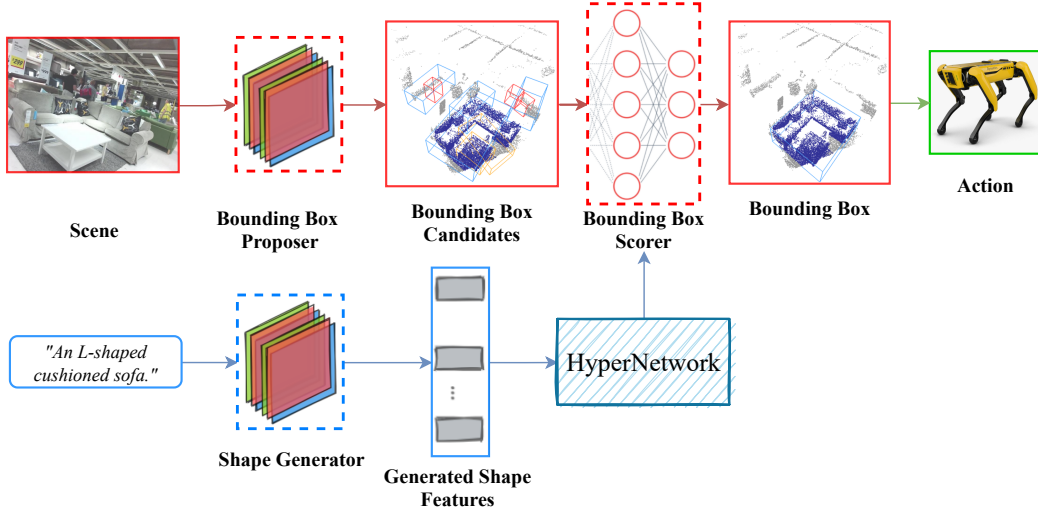 Scene
Bounding Box
Proposer
Bounding Box
Candidates
Bounding Box
Scorer
Bounding Box
Action
"An L-shaped
cushioned sofa."
Shape Generator
...
Generated Shape
Features
HyperNetwork